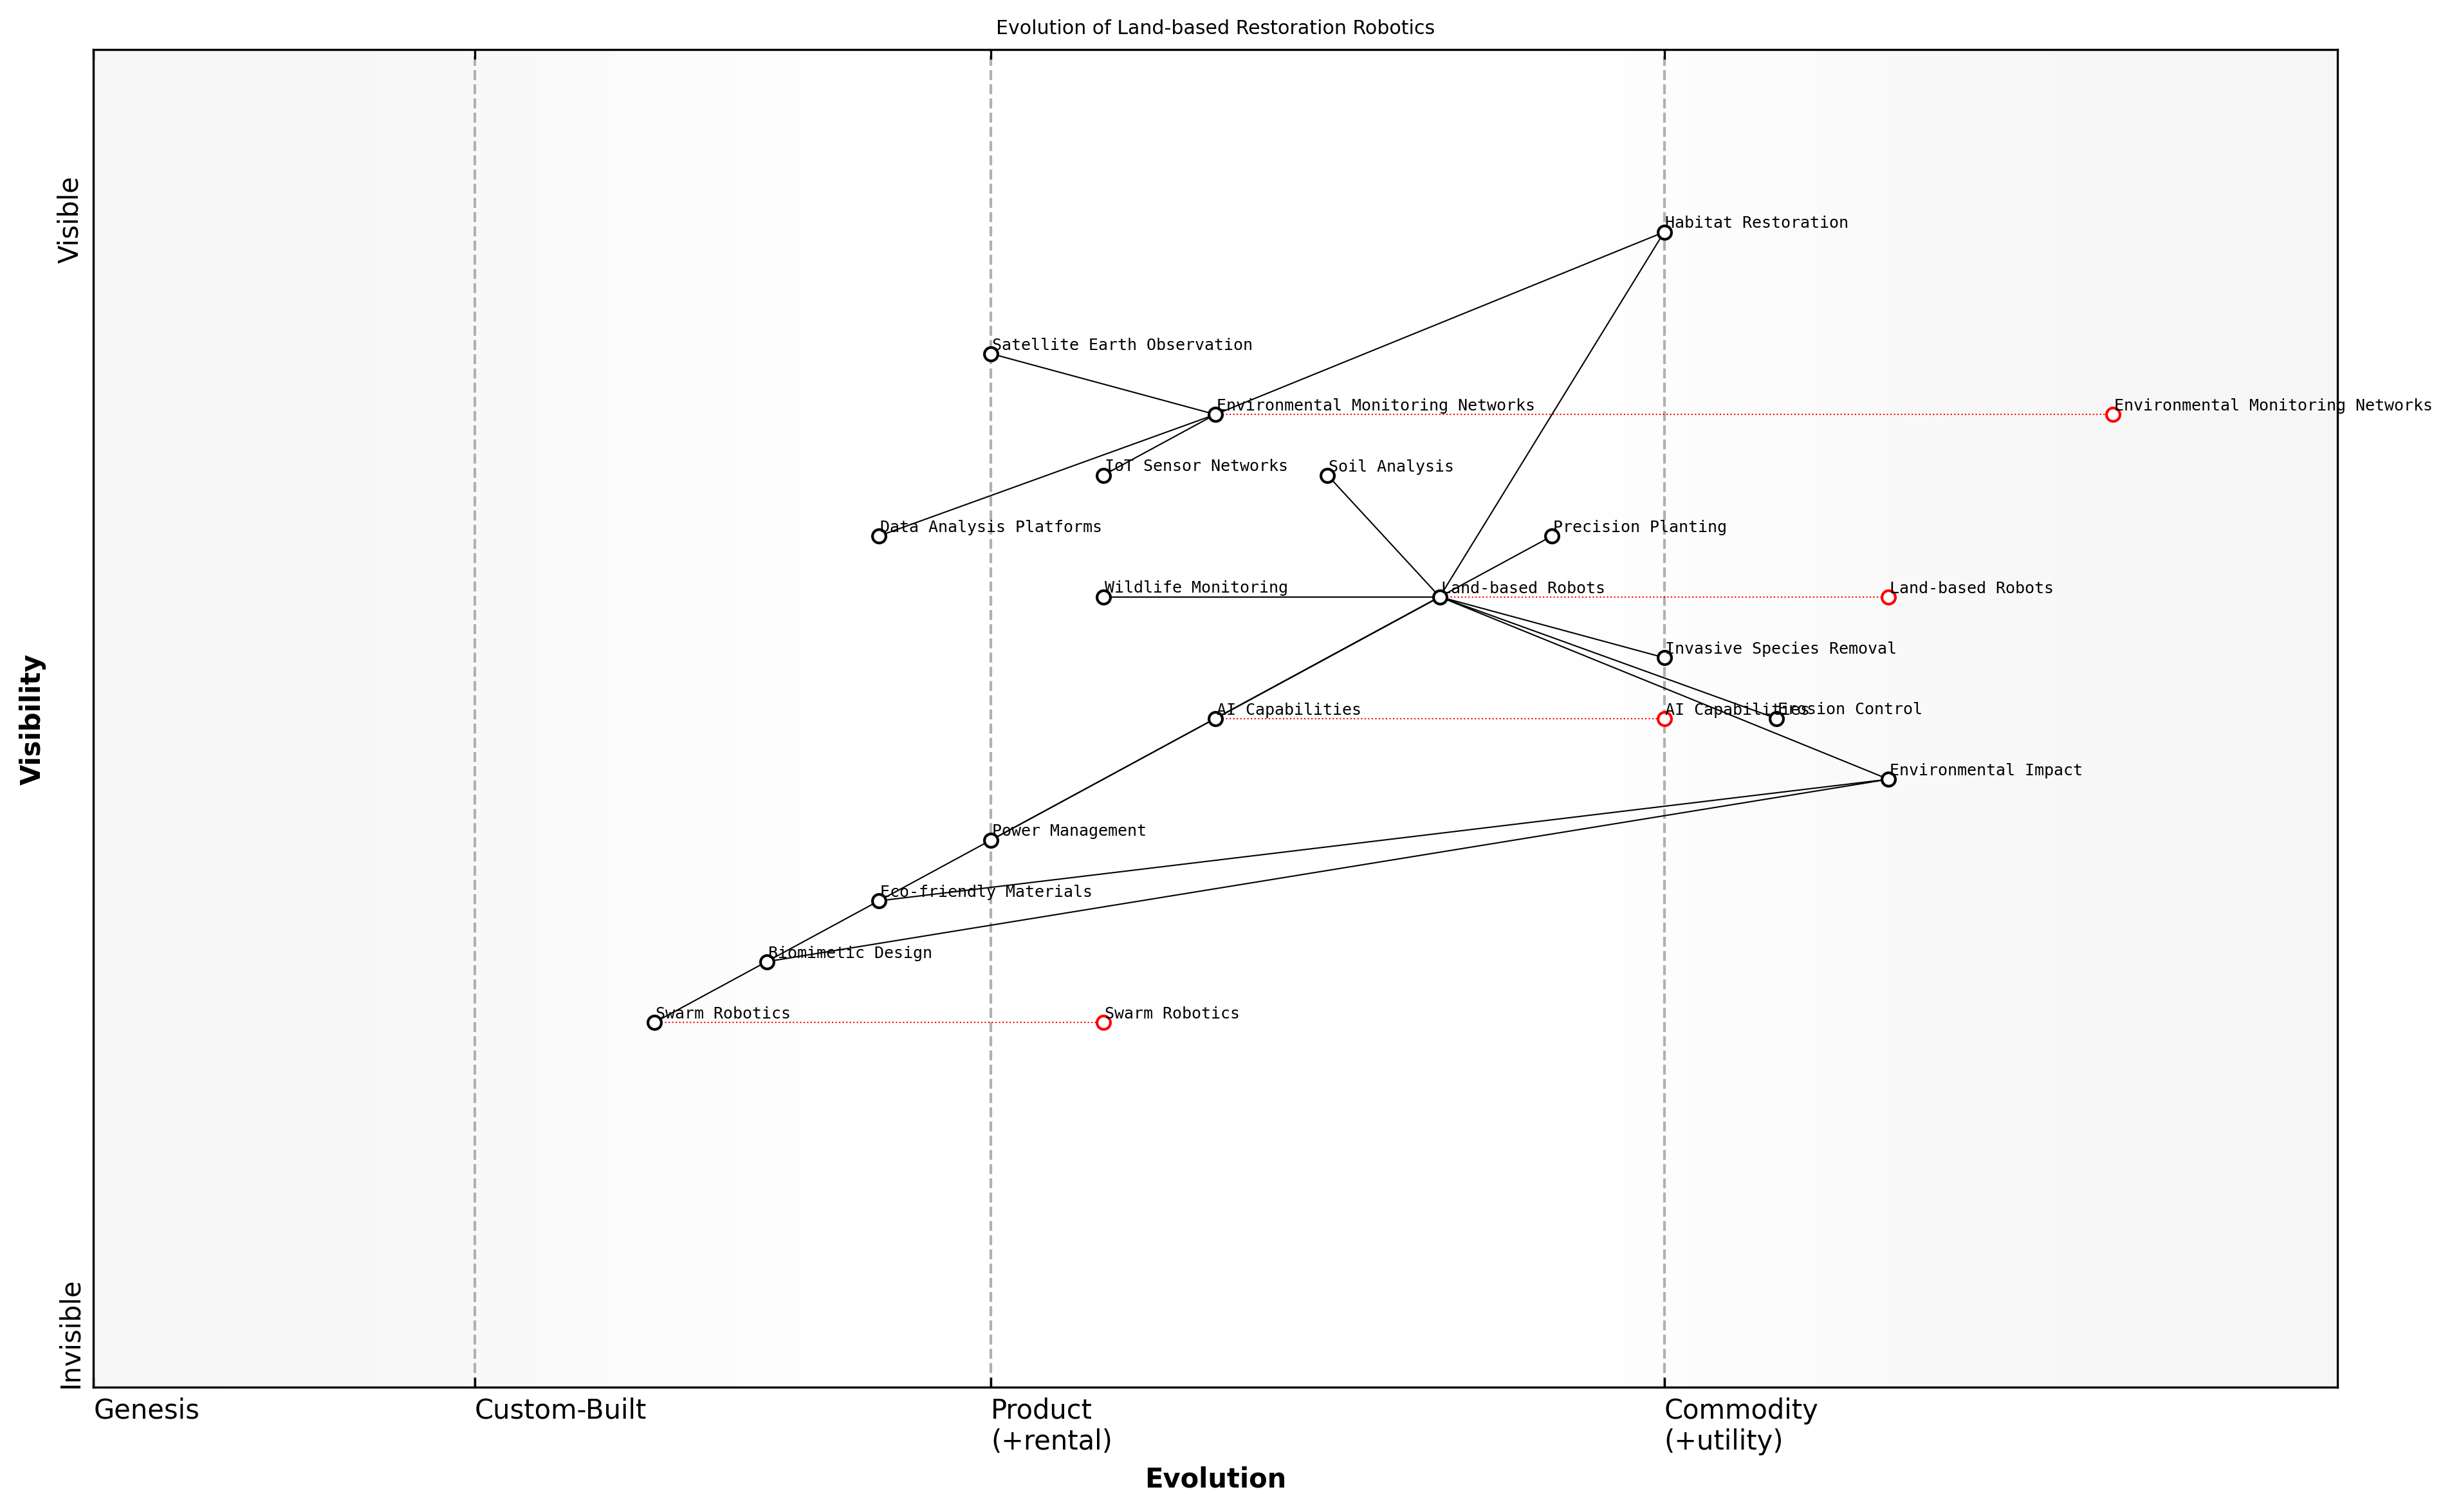 Evolution of Land-based Restoration Robotics
Visible
Habitat Restoration
Satellite Earth Observation
Environmental Monitoring Networks
Environmental Monitoring Networks
IoT Sensor Networks
Soil Analysis
Data Analysis Platforms
Precision Planting
Wildlife Monitoring
Land-based Robots
Land-based Robots
Invasive Species Removal
Visibility
AI Capabilities
AI Capabilities
Erosion Control
Environmental Impact
Power Management
Eco-friendly Materials
Biomimetic Design
Swarm Robotics
Swarm Robotics
Invisible
Genesis
Custom-Built
Product
(+rental)
Commodity
(+utility)
Evolution